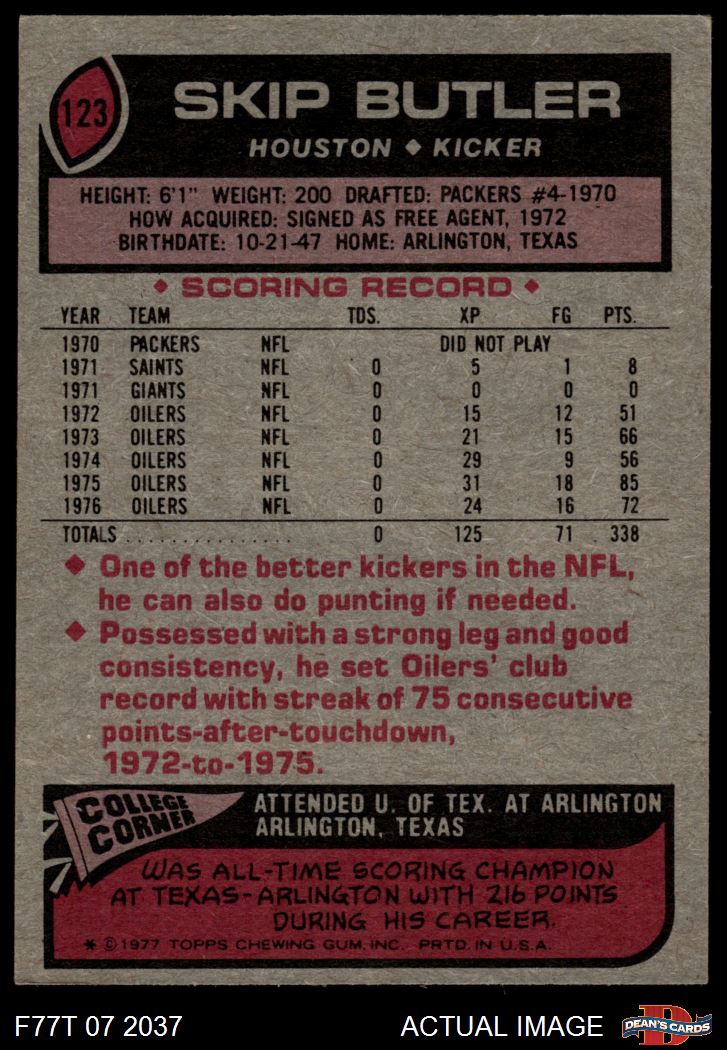 123
SKIP BUTLER
HOUSTON ♦ KICKER
HEIGHT: 6'1" WEIGHT: 200 DRAFTED: PACKERS #4-1970
HOW ACQUIRED: SIGNED AS FREE AGENT, 1972
BIRTHDATE: 10-21-47 HOME: ARLINGTON, TEXAS
♦ SCORING RECORD ♦
YEAR TEAM TDS. XP FG PTS.
1970 PACKERS NFL DID NOT PLAY
1971 SAINTS NFL 0 5 1 8
1971 GIANTS NFL 0 0 0 0
1972 OILERS NFL 0 15 12 51
1973 OILERS NFL 0 21 15 66
1974 OILERS NFL 0 29 9 56
1975 OILERS NFL 0 31 18 85
1976 OILERS NFL 0 24 16 72
TOTALS ............... 0 125 71 338
♦ One of the better kickers in the NFL,
he can also do punting if needed.
♦ Possessed with a strong leg and good
consistency, he set Oilers' club
record with streak of 75 consecutive
points-after-touchdown,
1972-to-1975.
COLLEGE
CORNER
ATTENDED U. OF TEX. AT ARLINGTON
ARLINGTON, TEXAS
WAS ALL-TIME SCORING CHAMPION
AT TEXAS-ARLINGTON WITH 216 POINTS
DURING HIS CAREER.
* © 1977 TOPPS CHEWING GUM, INC. PRTD. IN U.S.A.
F77T 07 2037 ACTUAL IMAGE
D
DEAN'S CARDS